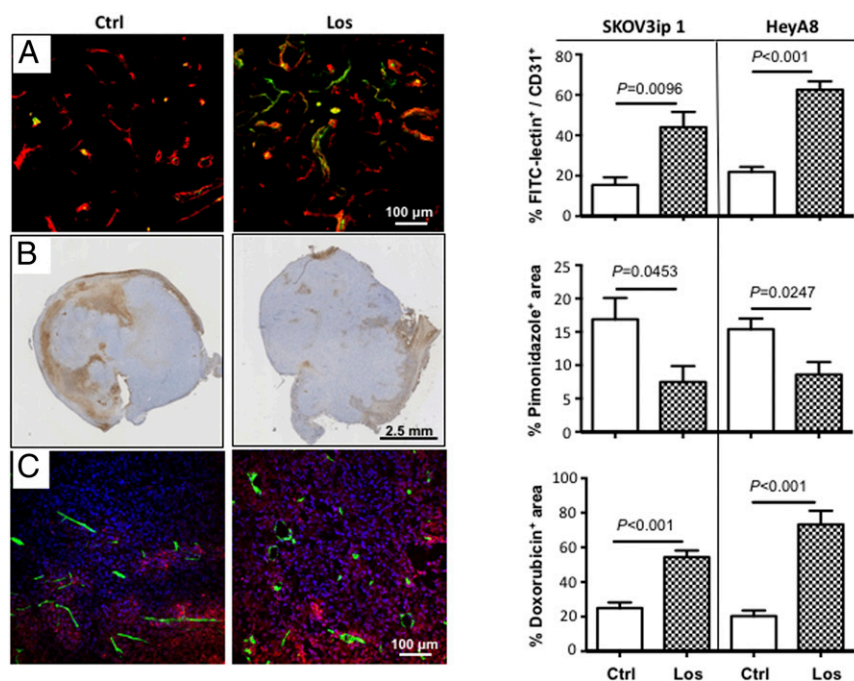 Ctrl Los
A
100 µm
B
2.5 mm
C
100 µm
SKOV3ip 1 HeyA8
% FITC-lectin⁺ / CD31⁺
80
60
40
20
0
P=0.0096
P<0.001
% Pimonidazole⁺ area
25
20
15
10
5
0
P=0.0453
P=0.0247
% Doxorubicin⁺ area
100
80
60
40
20
0
P<0.001
P<0.001
Ctrl Los Ctrl Los